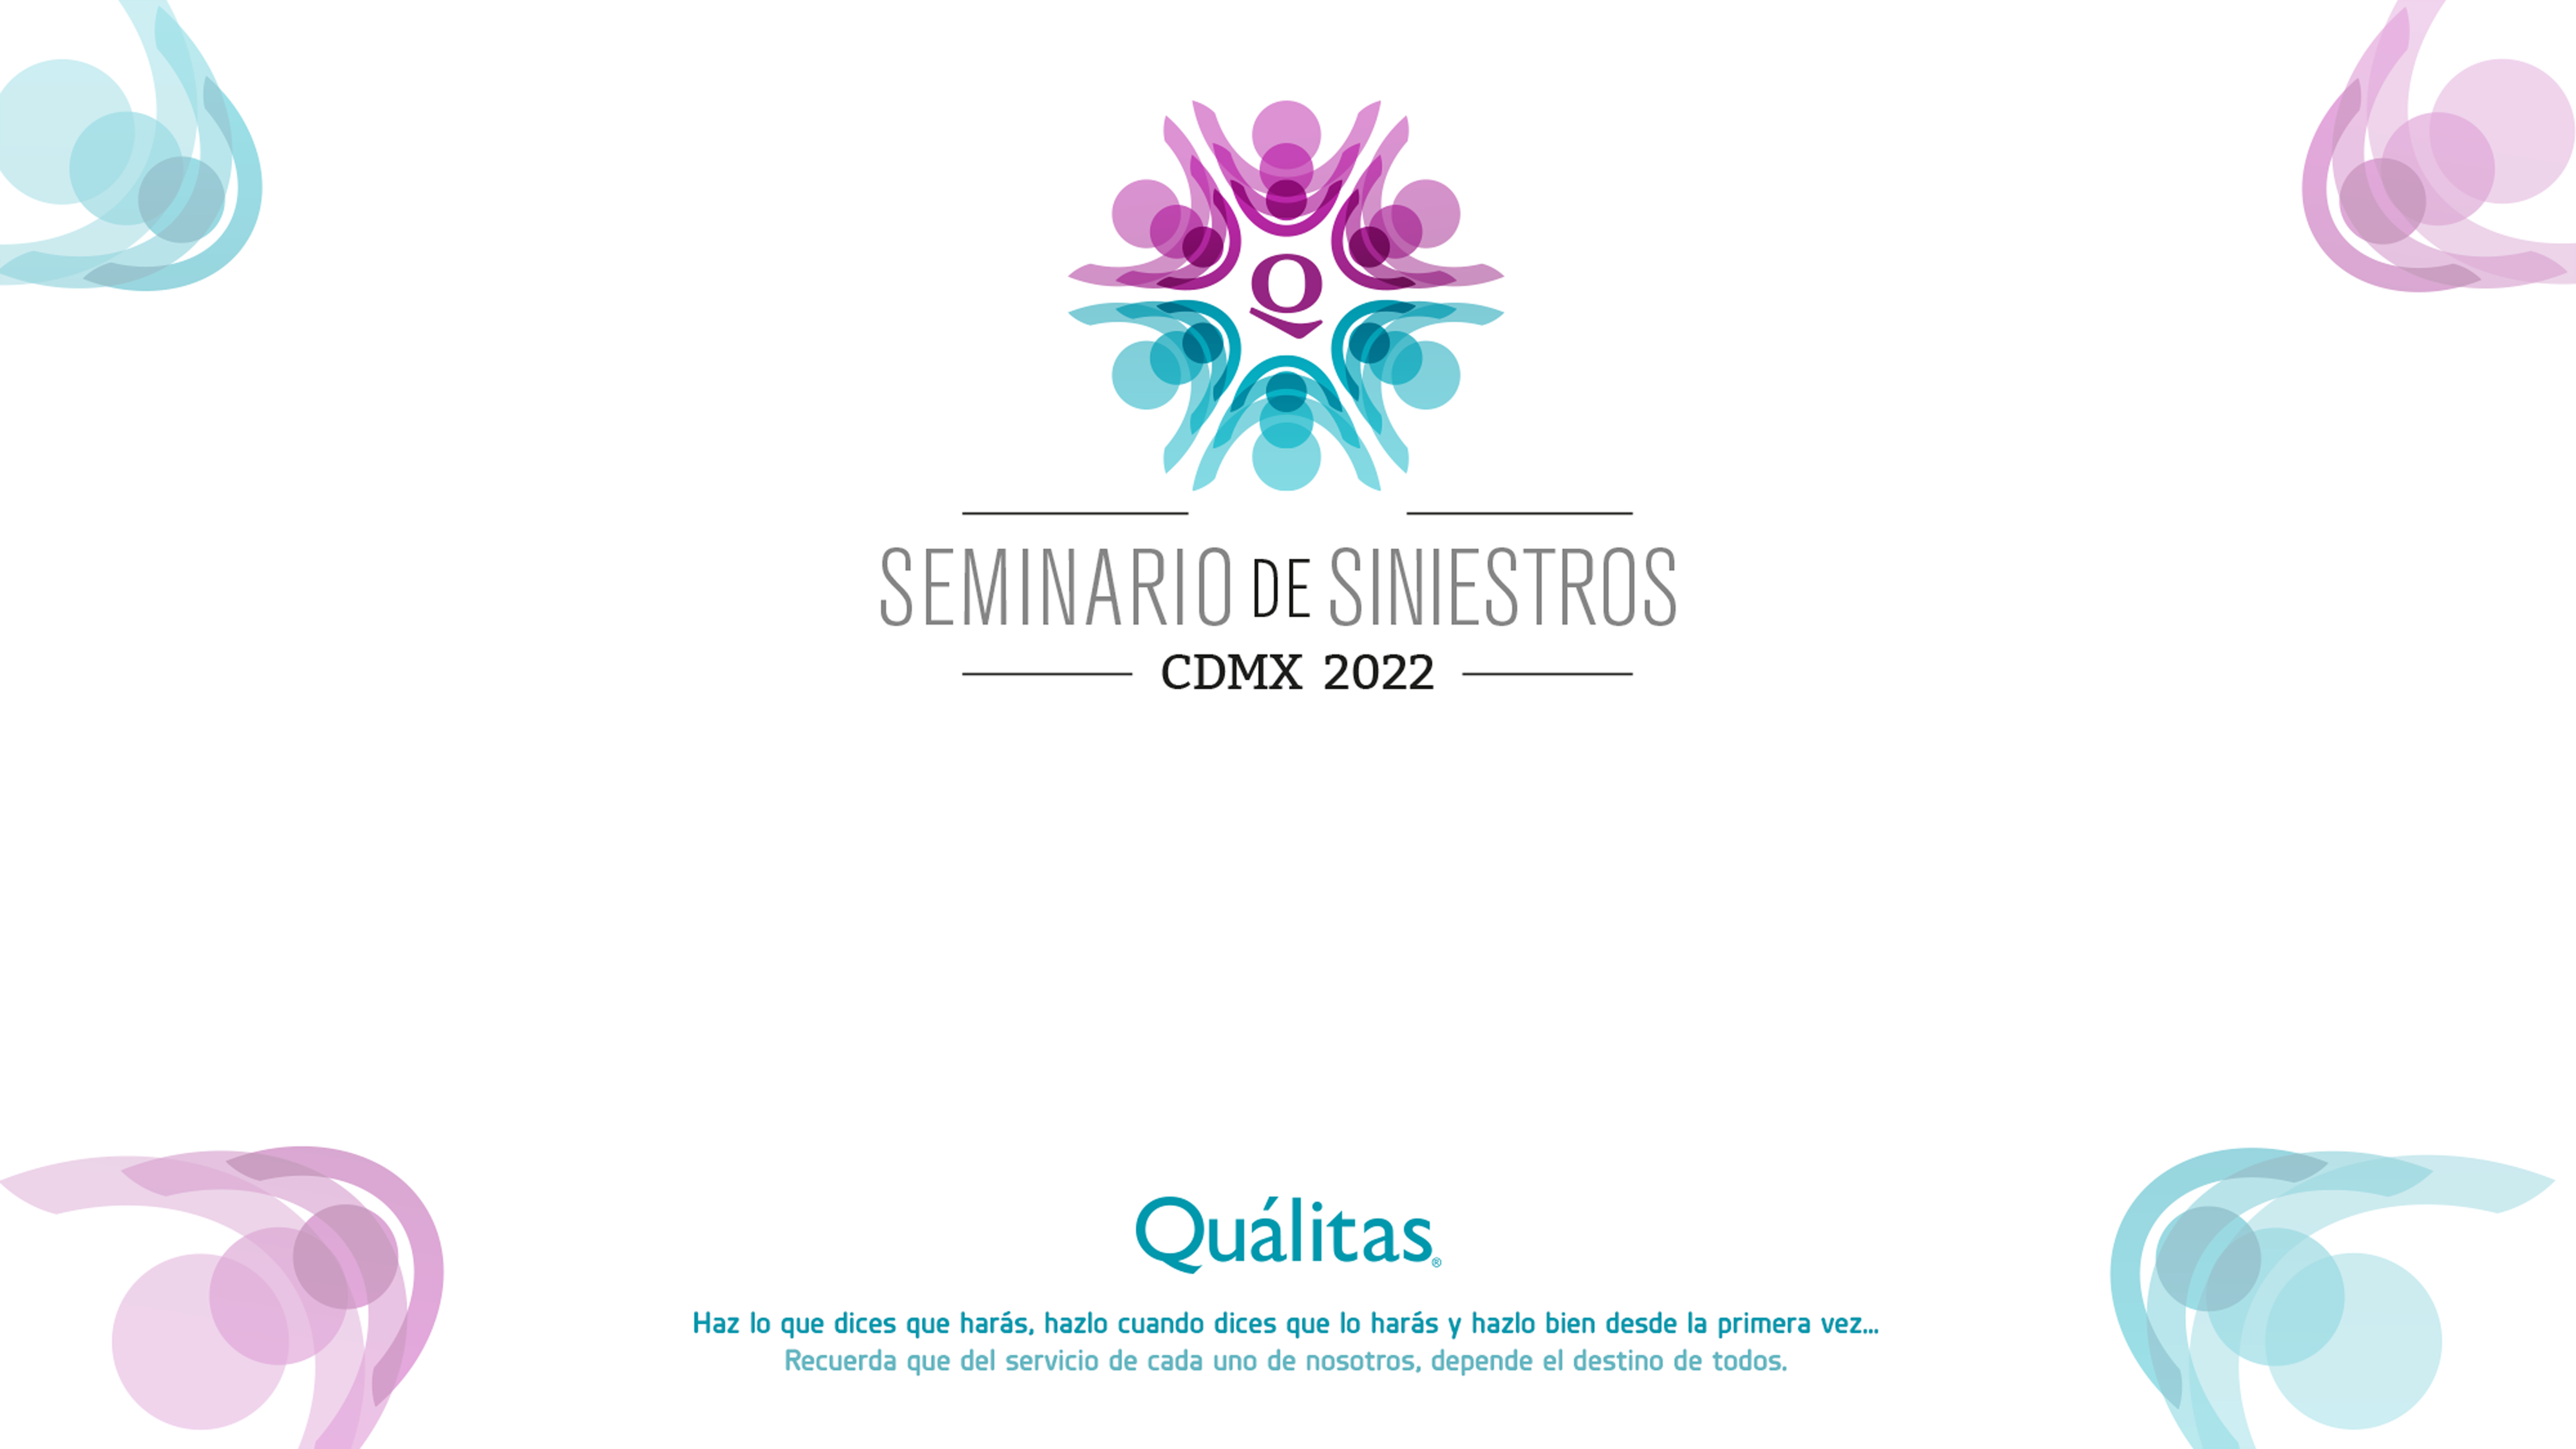 Q
SEMINARIO DE SINIESTROS
CDMX 2022
Quálitas®
Haz lo que dices que harás, hazlo cuando dices que lo harás y hazlo bien desde la primera vez...
Recuerda que del servicio de cada uno de nosotros, depende el destino de todos.